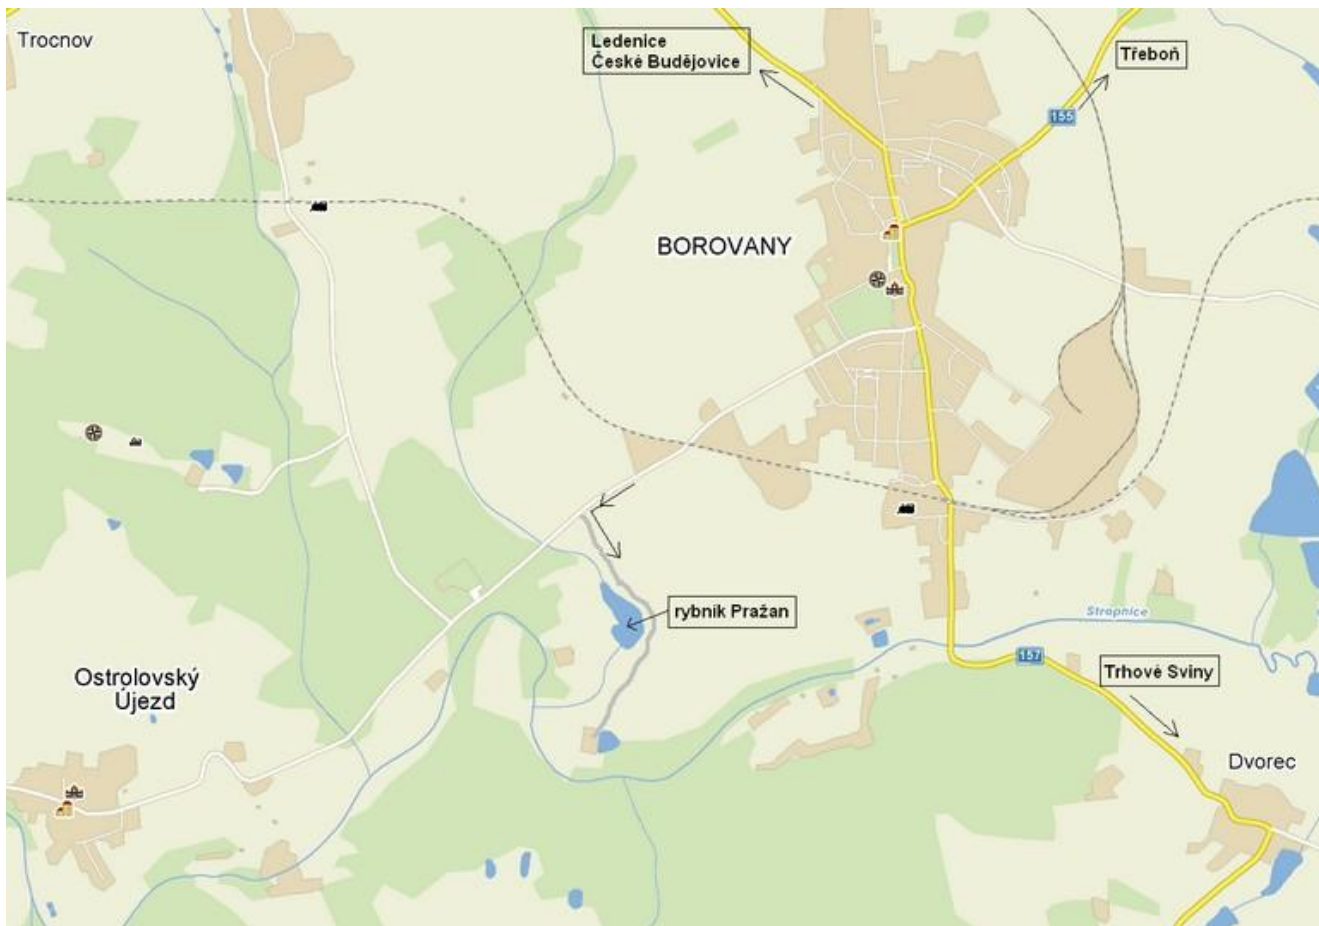 Trocnov
Ledenice
České Budějovice
Třeboň
155
BOROVANY
rybník Pražan
Stropnice
157
Trhové Sviny
Ostrolovský
Újezd
Dvorec